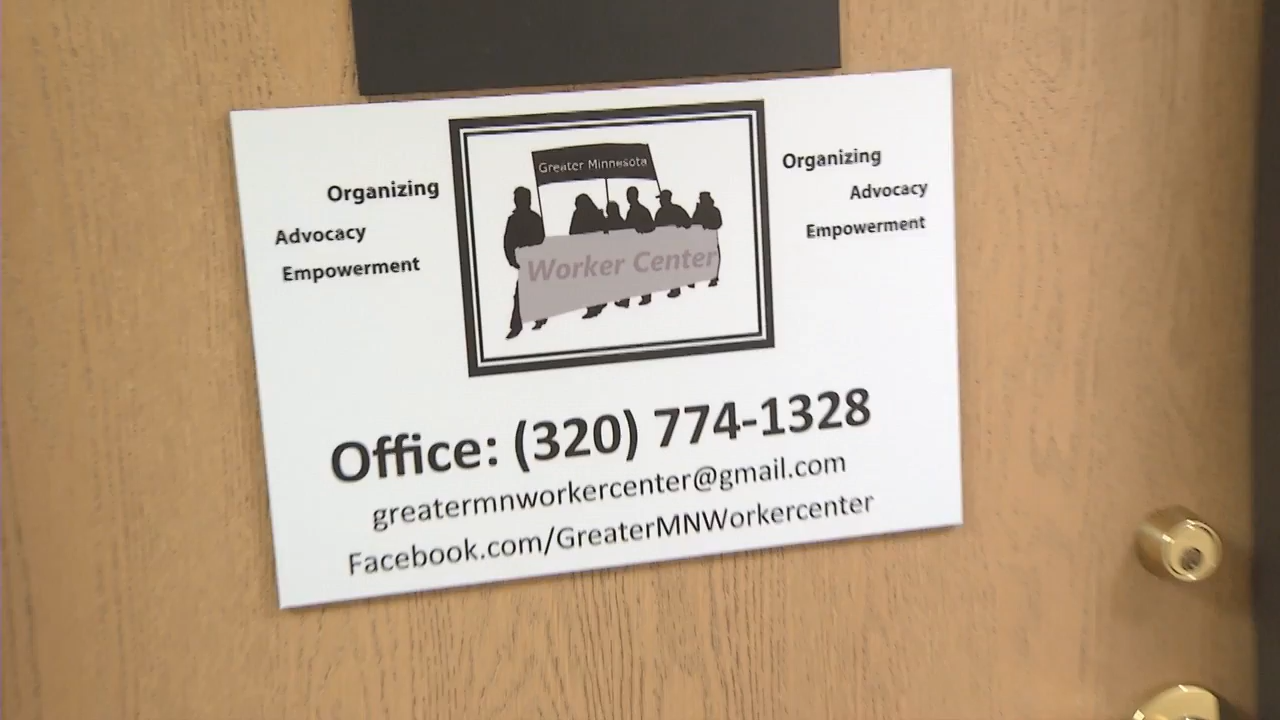 Organizing
Advocacy
Empowerment
Greater Minnesota
Worker Center
Organizing
Advocacy
Empowerment
Office: (320) 774-1328
greatermnworkercenter@gmail.com
Facebook.com/GreaterMNWorkercenter